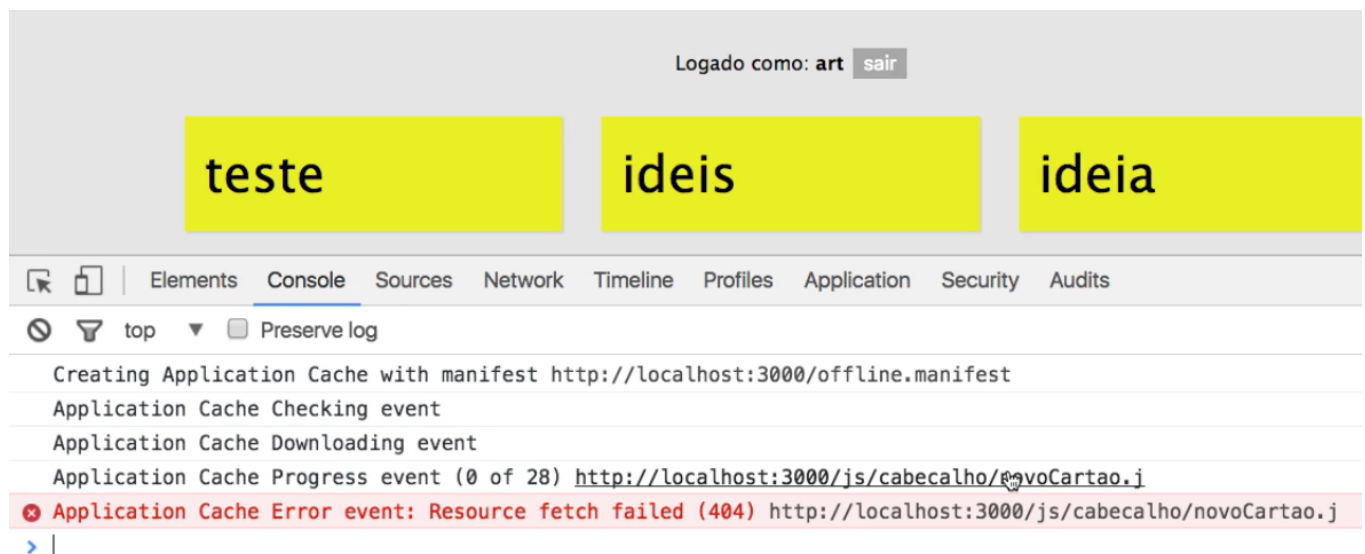 Logado como: art sair
teste ideis ideia
Elements Console Sources Network Timeline Profiles Application Security Audits
top Preserve log
Creating Application Cache with manifest http://localhost:3000/offline.manifest
Application Cache Checking event
Application Cache Downloading event
Application Cache Progress event (0 of 28) http://localhost:3000/js/cabecalho/novoCartao.j
Application Cache Error event: Resource fetch failed (404) http://localhost:3000/js/cabecalho/novoCartao.j